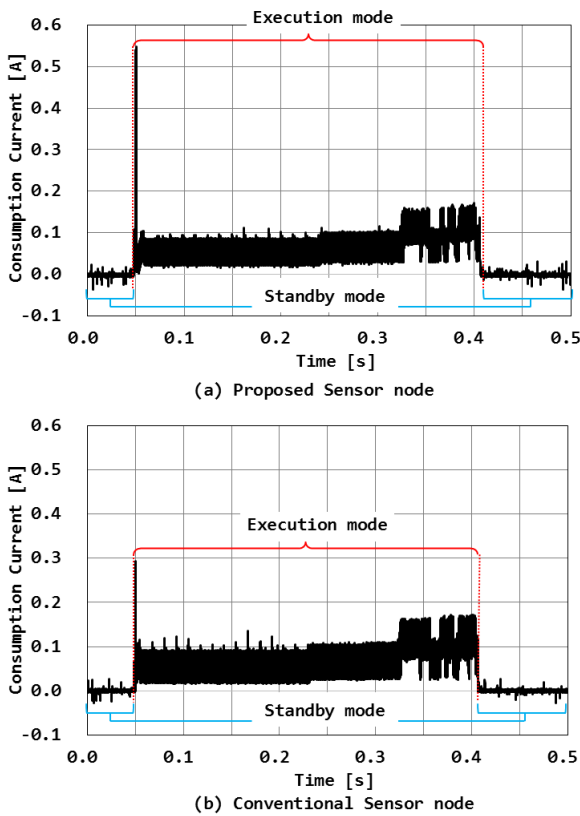 Execution mode
Consumption Current [A]
0.6
0.5
0.4
0.3
0.2
0.1
0.0
-0.1
Standby mode
0.0 0.1 0.2 0.3 0.4 0.5
Time [s]
(a) Proposed Sensor node
Consumption Current [A]
0.6
0.5
0.4
0.3
0.2
0.1
0.0
-0.1
Execution mode
Standby mode
0.0 0.1 0.2 0.3 0.4 0.5
Time [s]
(b) Conventional Sensor node